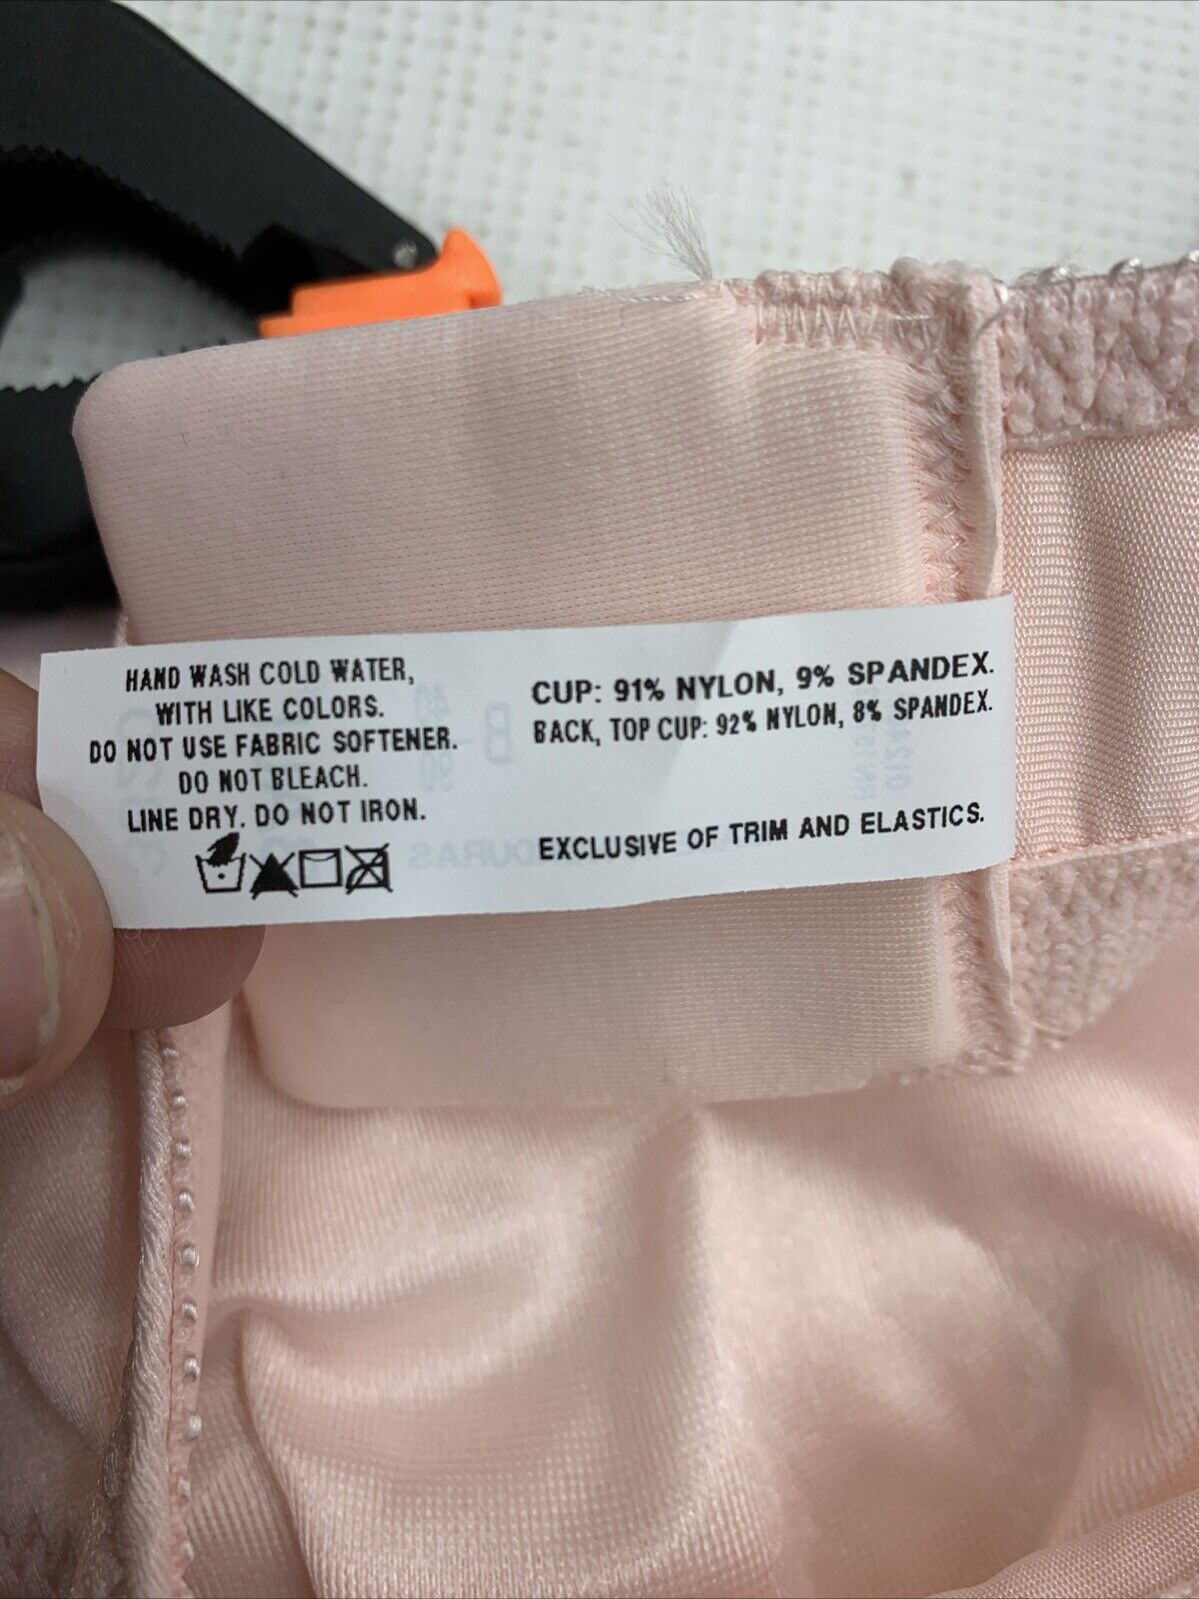 HAND WASH COLD WATER,
WITH LIKE COLORS.
DO NOT USE FABRIC SOFTENER.
DO NOT BLEACH.
LINE DRY. DO NOT IRON.
CUP: 91% NYLON, 9% SPANDEX.
BACK, TOP CUP: 92% NYLON, 8% SPANDEX.
EXCLUSIVE OF TRIM AND ELASTICS.